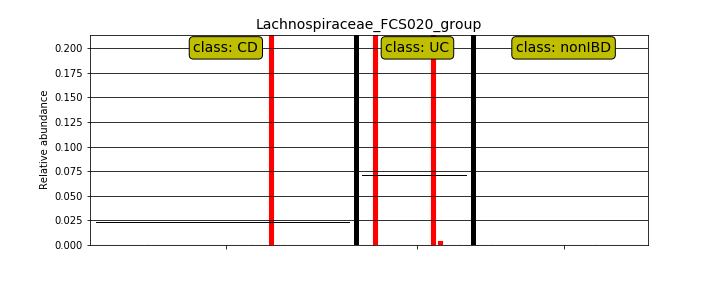 Lachnospiraceae_FCS020_group
class: CD
class: UC
class: nonIBD
Relative abundance
0.200
0.175
0.150
0.125
0.100
0.075
0.050
0.025
0.000